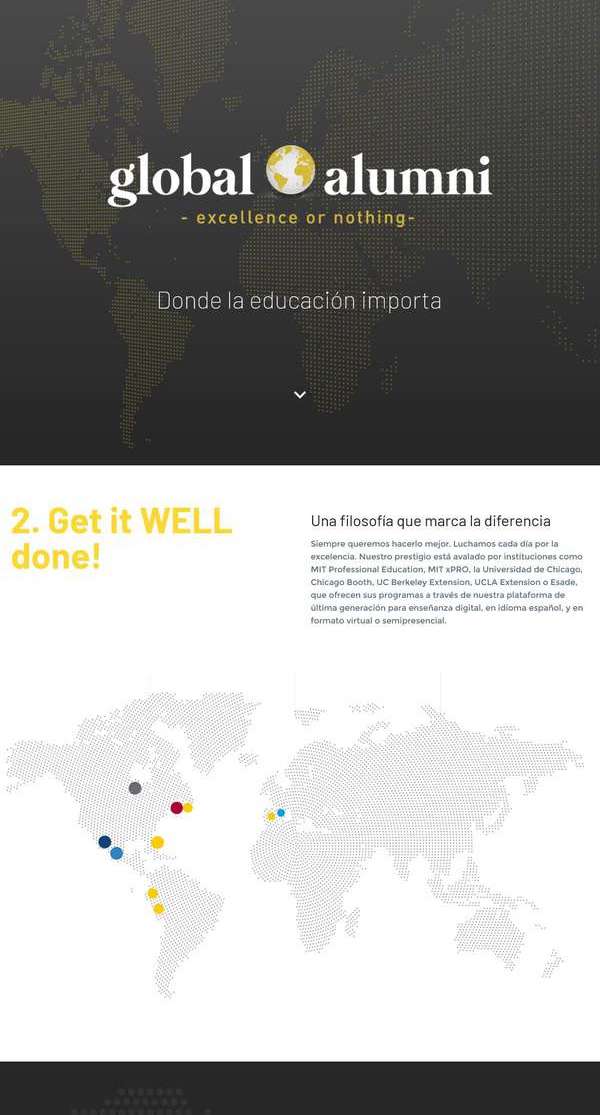 global alumni
- excellence or nothing-
Donde la educación importa
2. Get it WELL
done!
Una filosofía que marca la diferencia
Siempre queremos hacerlo mejor. Luchamos cada día por la
excelencia. Nuestro prestigio está avalado por instituciones como
MIT Professional Education, MIT xPRO, la Universidad de Chicago,
Chicago Booth, UC Berkeley Extension, UCLA Extension o Esade,
que ofrecen sus programas a través de nuestra plataforma de
última generación para enseñanza digital, en idioma español, y en
formato virtual o semipresencial.